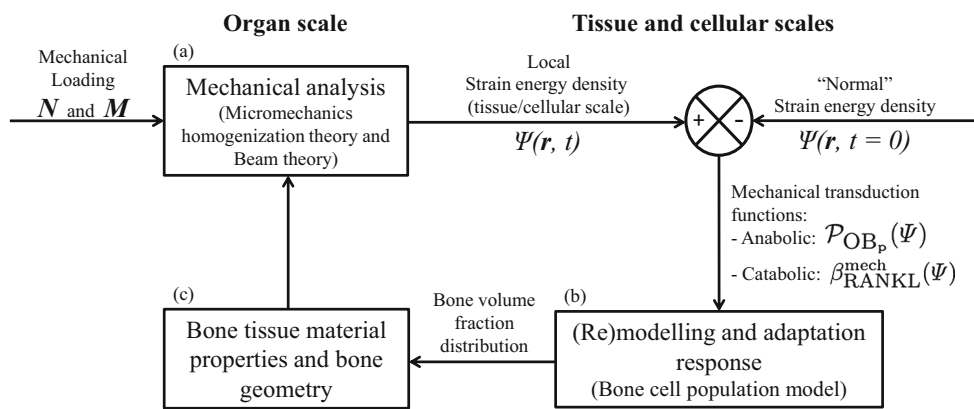 Organ scale
Tissue and cellular scales
Mechanical
Loading
N and M
(a)
Mechanical analysis
(Micromechanics
homogenization theory and
Beam theory)
Local
Strain energy density
(tissue/cellular scale)
Ψ(r, t)
+
-
“Normal”
Strain energy density
Ψ(r, t = 0)
Mechanical transduction
functions:
- Anabolic: 𝒫_OB_p(Ψ)
- Catabolic: β^mech_RANKL(Ψ)
(c)
Bone tissue material
properties and bone
geometry
Bone volume
fraction
distribution
(b)
(Re)modelling and adaptation
response
(Bone cell population model)